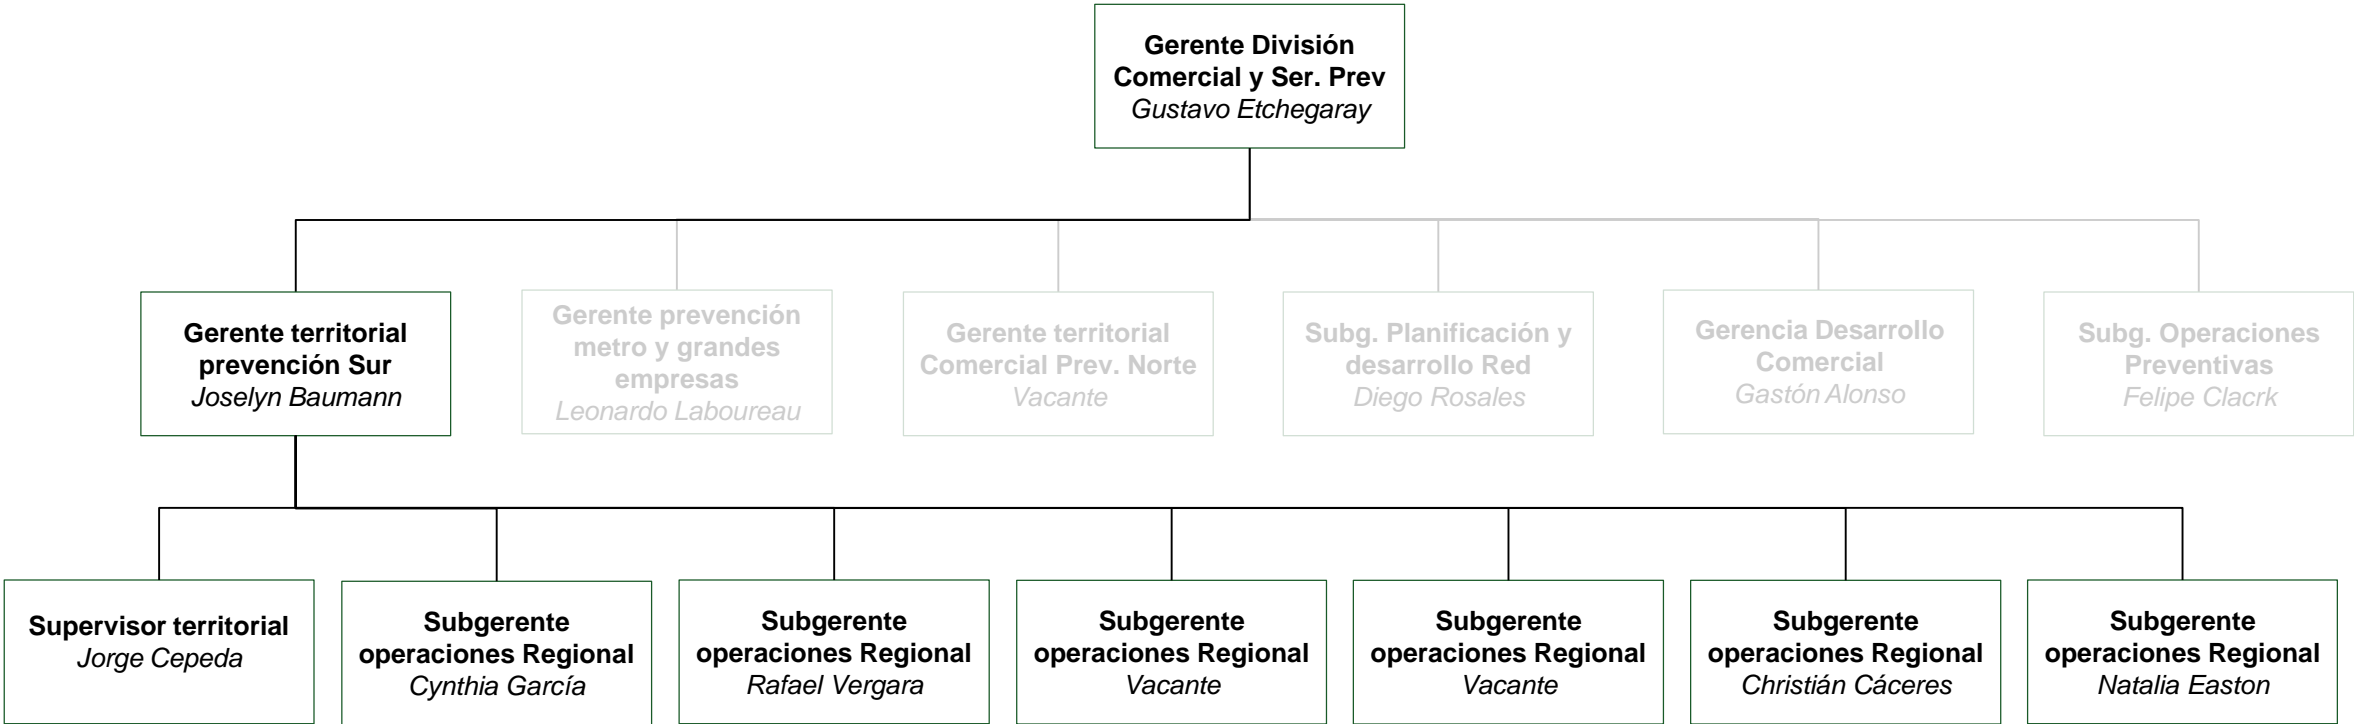 Gerente División
Comercial y Ser. Prev
Gustavo Etchegaray
Gerente territorial
prevención Sur
Joselyn Baumann
Gerente prevención
metro y grandes
empresas
Leonardo Laboureau
Gerente territorial
Comercial Prev. Norte
Vacante
Subg. Planificación y
desarrollo Red
Diego Rosales
Gerencia Desarrollo
Comercial
Gastón Alonso
Subg. Operaciones
Preventivas
Felipe Clacrk
Supervisor territorial
Jorge Cepeda
Subgerente
operaciones Regional
Cynthia García
Subgerente
operaciones Regional
Rafael Vergara
Subgerente
operaciones Regional
Vacante
Subgerente
operaciones Regional
Vacante
Subgerente
operaciones Regional
Christián Cáceres
Subgerente
operaciones Regional
Natalia Easton